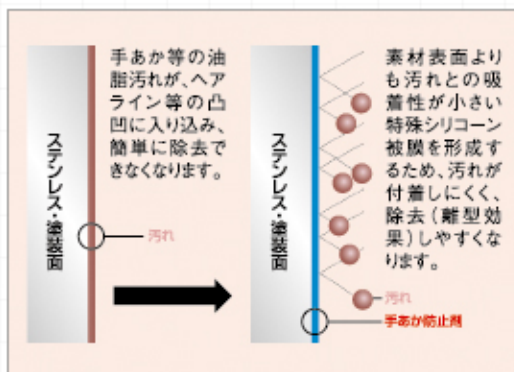 手あか等の油
脂汚れが、ヘア
ライン等の凸
凹に入り込み、
簡単に除去で
きなくなります。
ステンレス・塗装面
汚れ
素材表面より
も汚れとの吸
着性が小さい
特殊シリコーン
被膜を形成す
るため、汚れが
付着しにくく、
除去（離型効
果）しやすくな
ります。
ステンレス・塗装面
汚れ
手あか防止剤